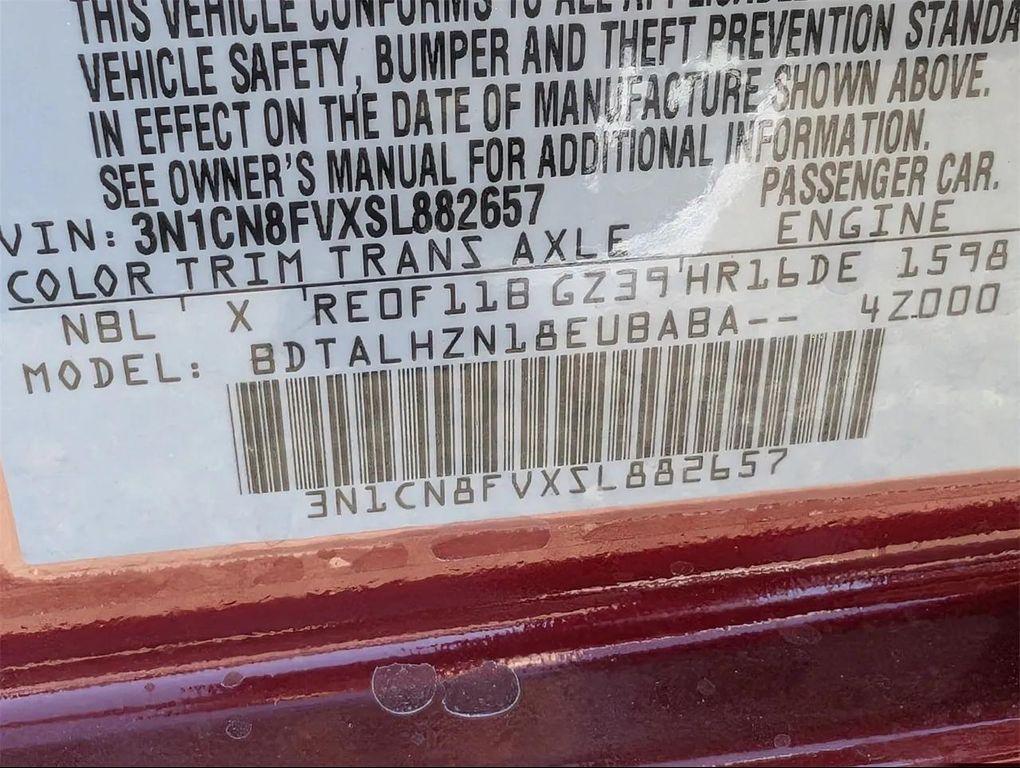 THIS VEHICLE CONFORMS TO ALL
VEHICLE SAFETY, BUMPER AND THEFT PREVENTION STANDA
IN EFFECT ON THE DATE OF MANUFACTURE SHOWN ABOVE.
SEE OWNER'S MANUAL FOR ADDITIONAL INFORMATION.
PASSENGER CAR.
VIN: 3N1CN8FVXSL882657
COLOR TRIM TRANS AXLE ENGINE
NBL X RE0F11B GZ39 HR16DE 1598
MODEL: BDTALHZN18EUBABA-- 4Z000
3N1CN8FVXSL882657